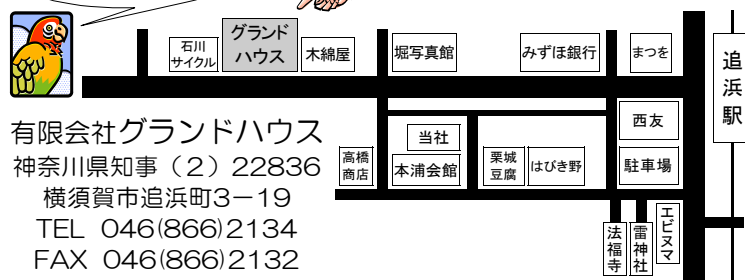 石川
サイクル
グランド
ハウス
木綿屋
堀写真館
みずほ銀行
まつを
追浜駅
有限会社グランドハウス
神奈川県知事（2）22836
横須賀市追浜町3－19
TEL 046(866)2134
FAX 046(866)2132
当社
西友
高橋
商店
本浦会館
栗城
豆腐
はびき野
駐車場
法福寺
雷神社
エビヌマ